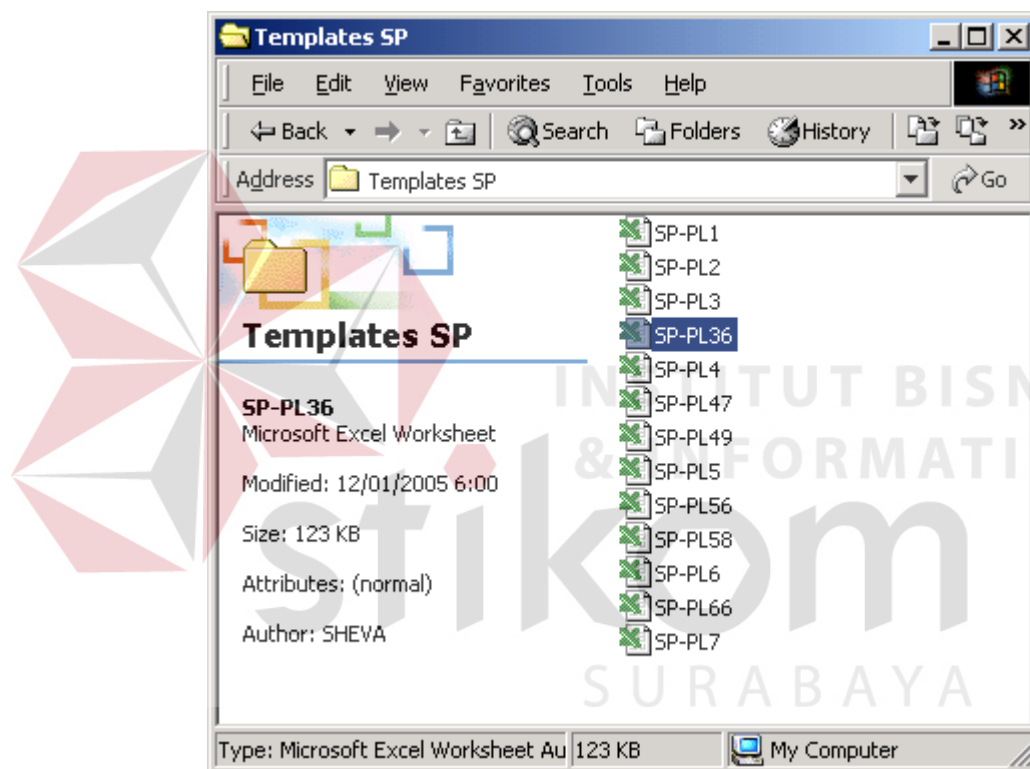 Templates SP
File Edit View Favorites Tools Help
Back Search Folders History »
Address Templates SP Go
Templates SP
SP-PL36
Microsoft Excel Worksheet
Modified: 12/01/2005 6:00
Size: 123 KB
Attributes: (normal)
Author: SHEVA
SP-PL1
SP-PL2
SP-PL3
SP-PL36
SP-PL4
SP-PL47
SP-PL49
SP-PL5
SP-PL56
SP-PL58
SP-PL6
SP-PL66
SP-PL7
Type: Microsoft Excel Worksheet Au 123 KB My Computer
INSTITUT BISN
& INFORMATI
stikom
SURABAYA